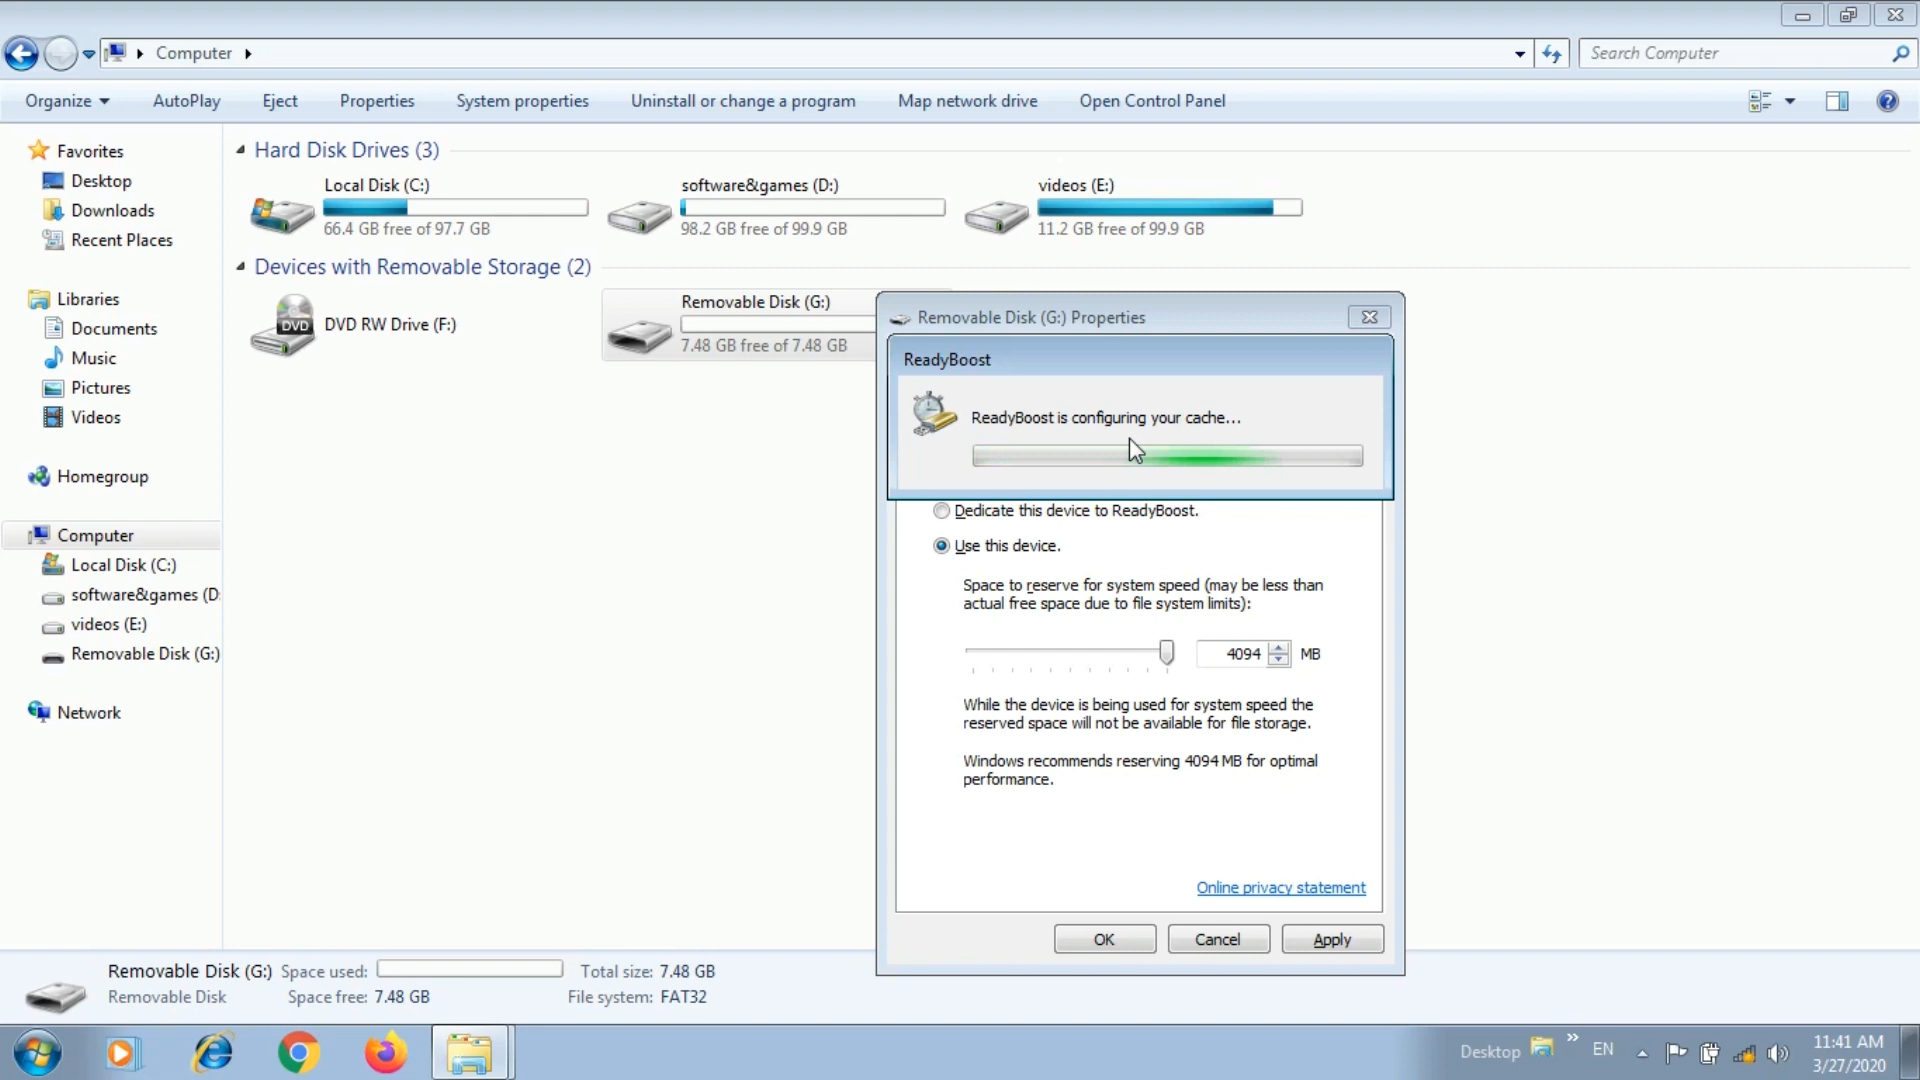 Computer
Search Computer
Organize
AutoPlay
Eject
Properties
System properties
Uninstall or change a program
Map network drive
Open Control Panel
Favorites
Desktop
Downloads
Recent Places
Libraries
Documents
Music
Pictures
Videos
Homegroup
Computer
Local Disk (C:)
software&games (D:
videos (E:)
Removable Disk (G:)
Network
Hard Disk Drives (3)
Local Disk (C:)
66.4 GB free of 97.7 GB
software&games (D:)
98.2 GB free of 99.9 GB
videos (E:)
11.2 GB free of 99.9 GB
Devices with Removable Storage (2)
DVD
DVD RW Drive (F:)
Removable Disk (G:)
7.48 GB free of 7.48 GB
Removable Disk (G:) Properties
ReadyBoost
ReadyBoost is configuring your cache...
Dedicate this device to ReadyBoost.
Use this device.
Space to reserve for system speed (may be less than
actual free space due to file system limits):
4094 MB
While the device is being used for system speed the
reserved space will not be available for file storage.
Windows recommends reserving 4094 MB for optimal
performance.
Online privacy statement
OK
Cancel
Apply
Removable Disk (G:) Space used: Total size: 7.48 GB
Removable Disk Space free: 7.48 GB File system: FAT32
Desktop
EN
11:41 AM
3/27/2020